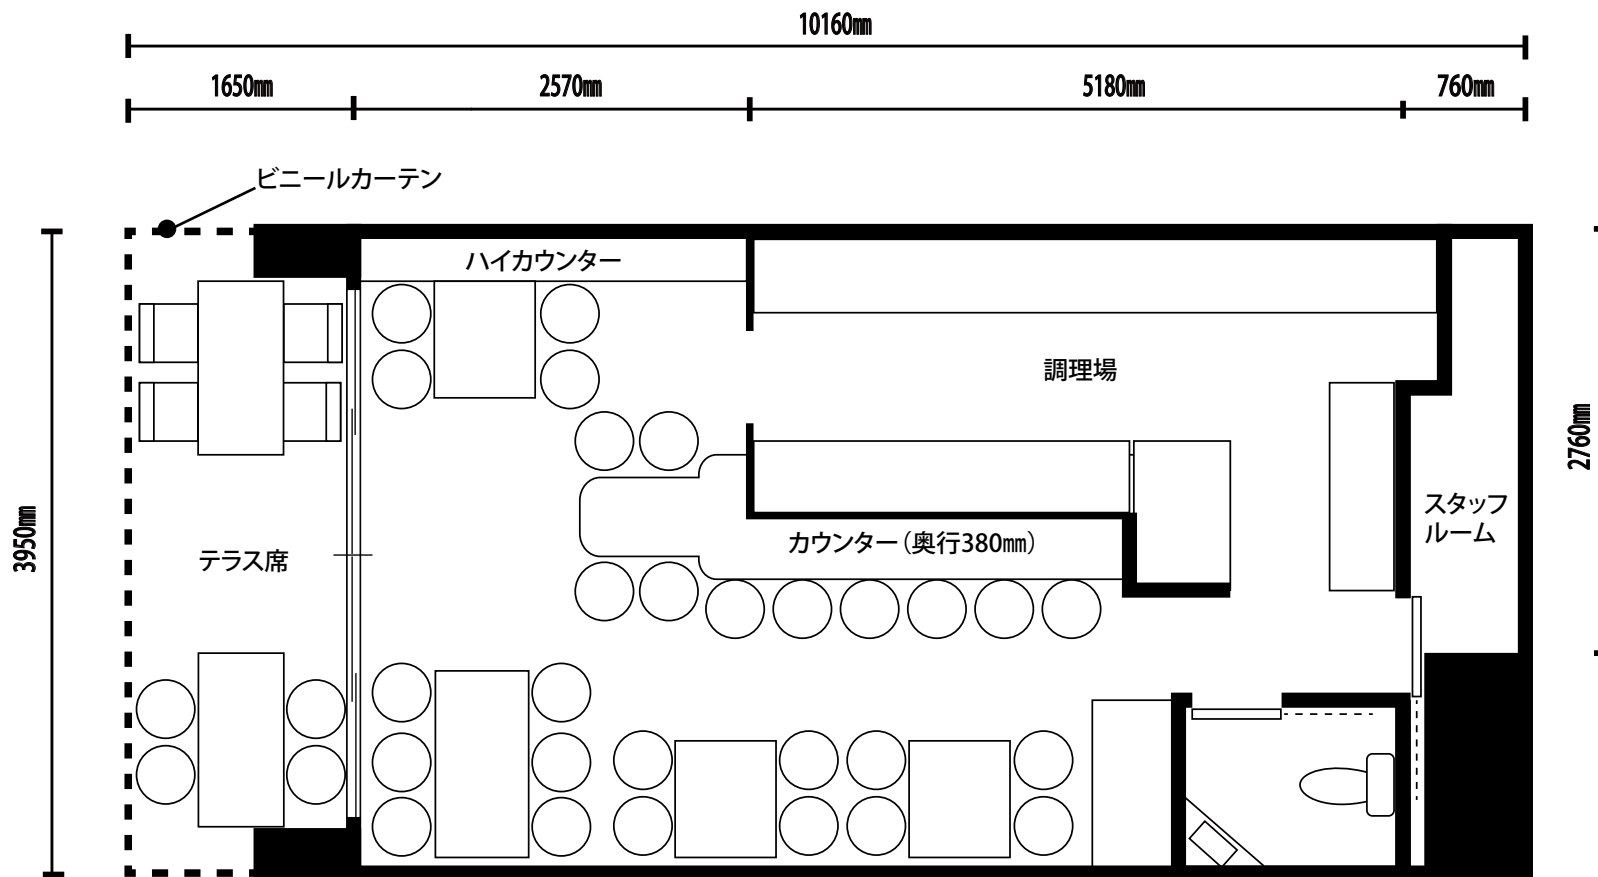 10160㎜
1650㎜
2570㎜
5180㎜
760㎜
ビニールカーテン
ハイカウンター
調理場
2760㎜
スタッフ
ルーム
3950㎜
テラス席
カウンター（奥行380㎜）